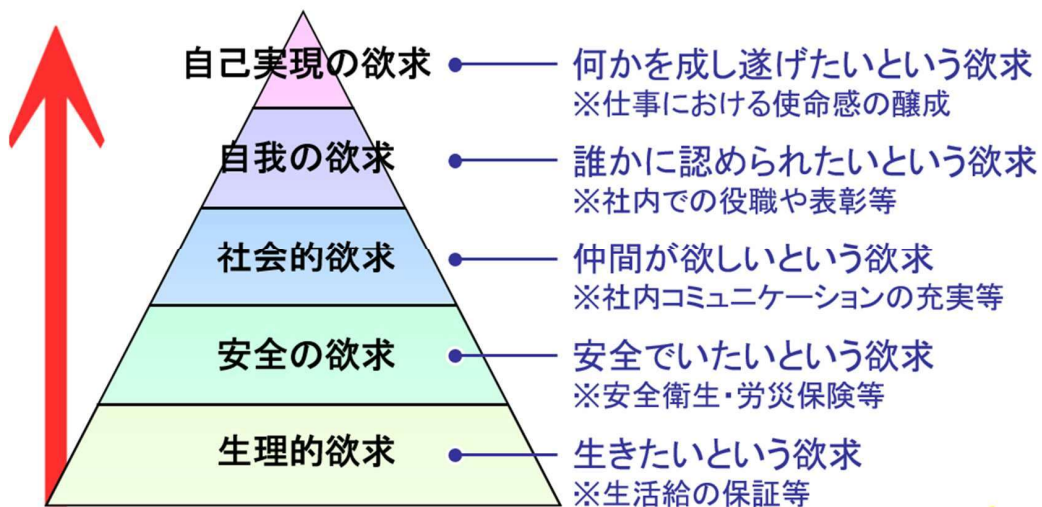 自己実現の欲求
何かを成し遂げたいという欲求
※仕事における使命感の醸成
自我の欲求
誰かに認められたいという欲求
※社内での役職や表彰等
社会的欲求
仲間が欲しいという欲求
※社内コミュニケーションの充実等
安全の欲求
安全でいたいという欲求
※安全衛生・労災保険等
生理的欲求
生きたいという欲求
※生活給の保証等